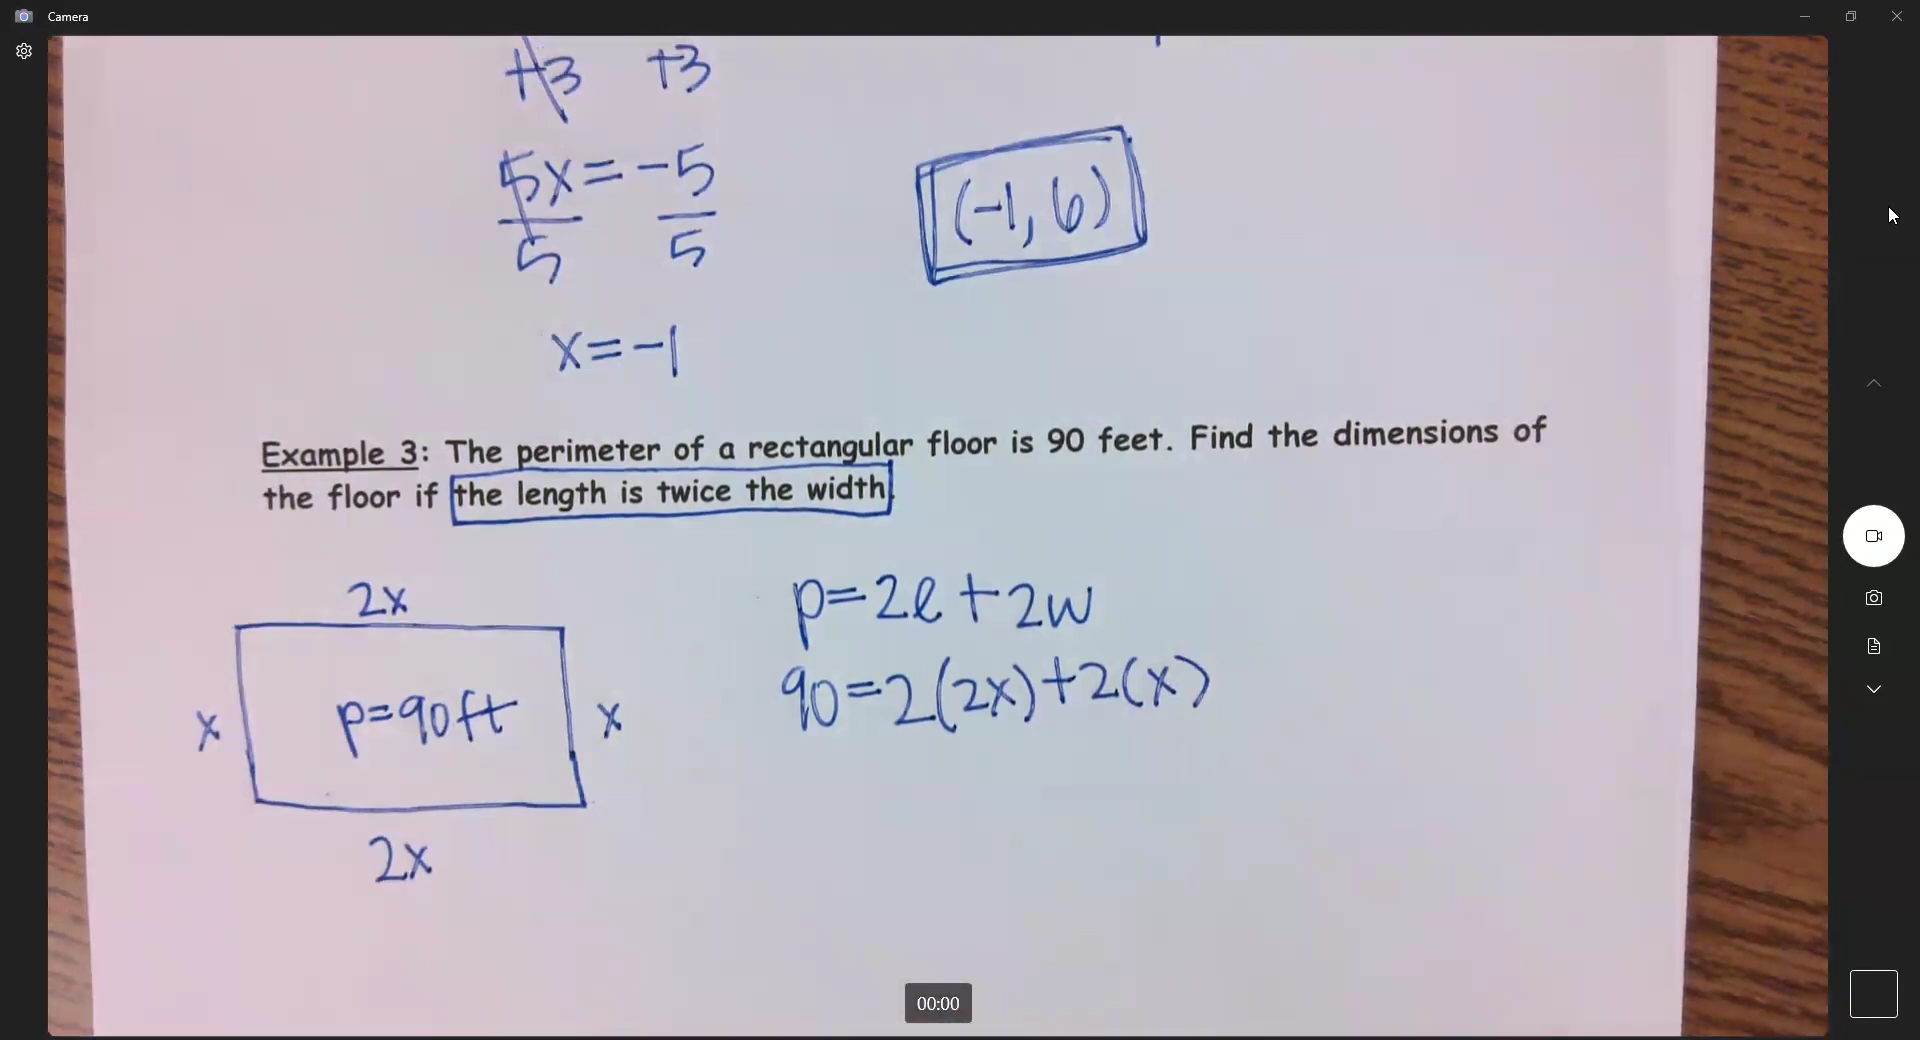 Camera
+3 +3
5x=-5
5 5
(-1, 6)
x=-1
Example 3: The perimeter of a rectangular floor is 90 feet. Find the dimensions of
the floor if the length is twice the width.
2x
p=2l+2w
90=2(2x)+2(x)
x p=90ft x
2x
00:00